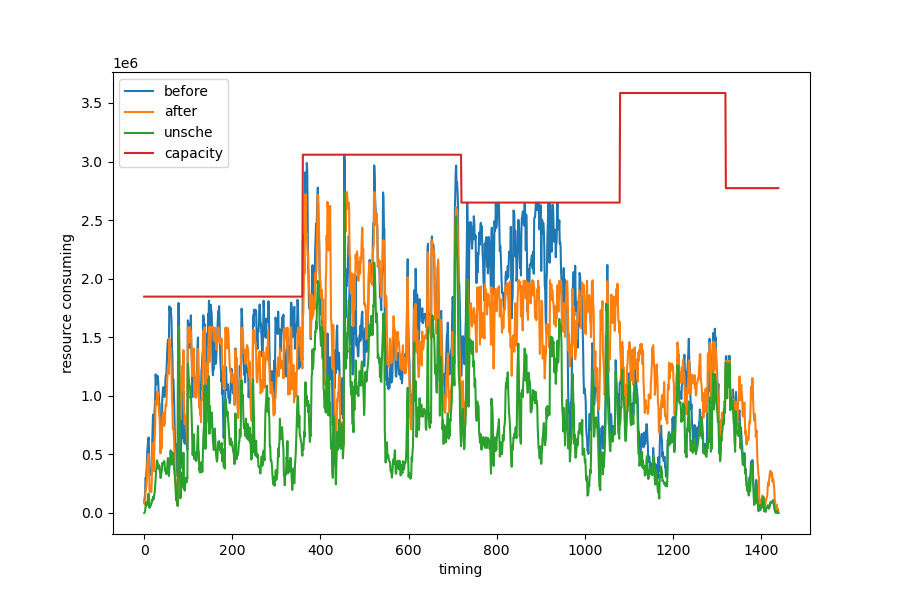 1e6
before
after
unsche
capacity
3.5
3.0
2.5
2.0
1.5
1.0
0.5
0.0
resource consuming
0 200 400 600 800 1000 1200 1400
timing